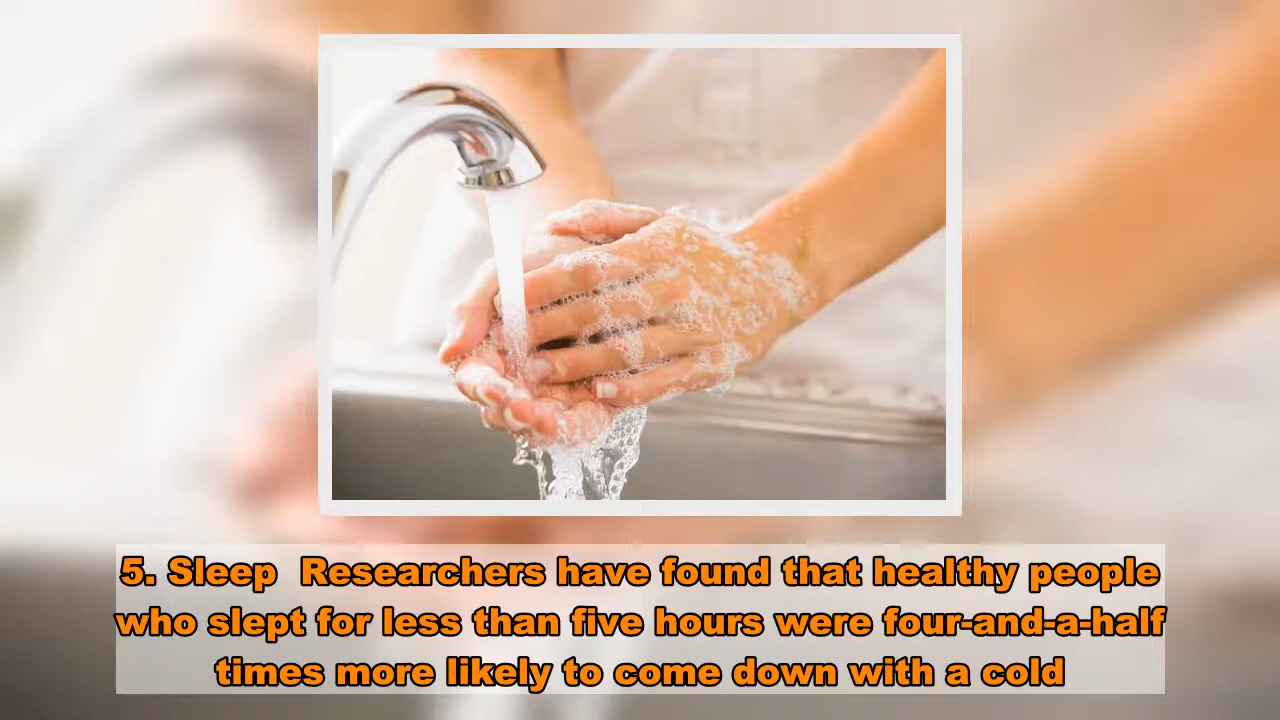 5. Sleep  Researchers have found that healthy people
who slept for less than five hours were four-and-a-half
times more likely to come down with a cold